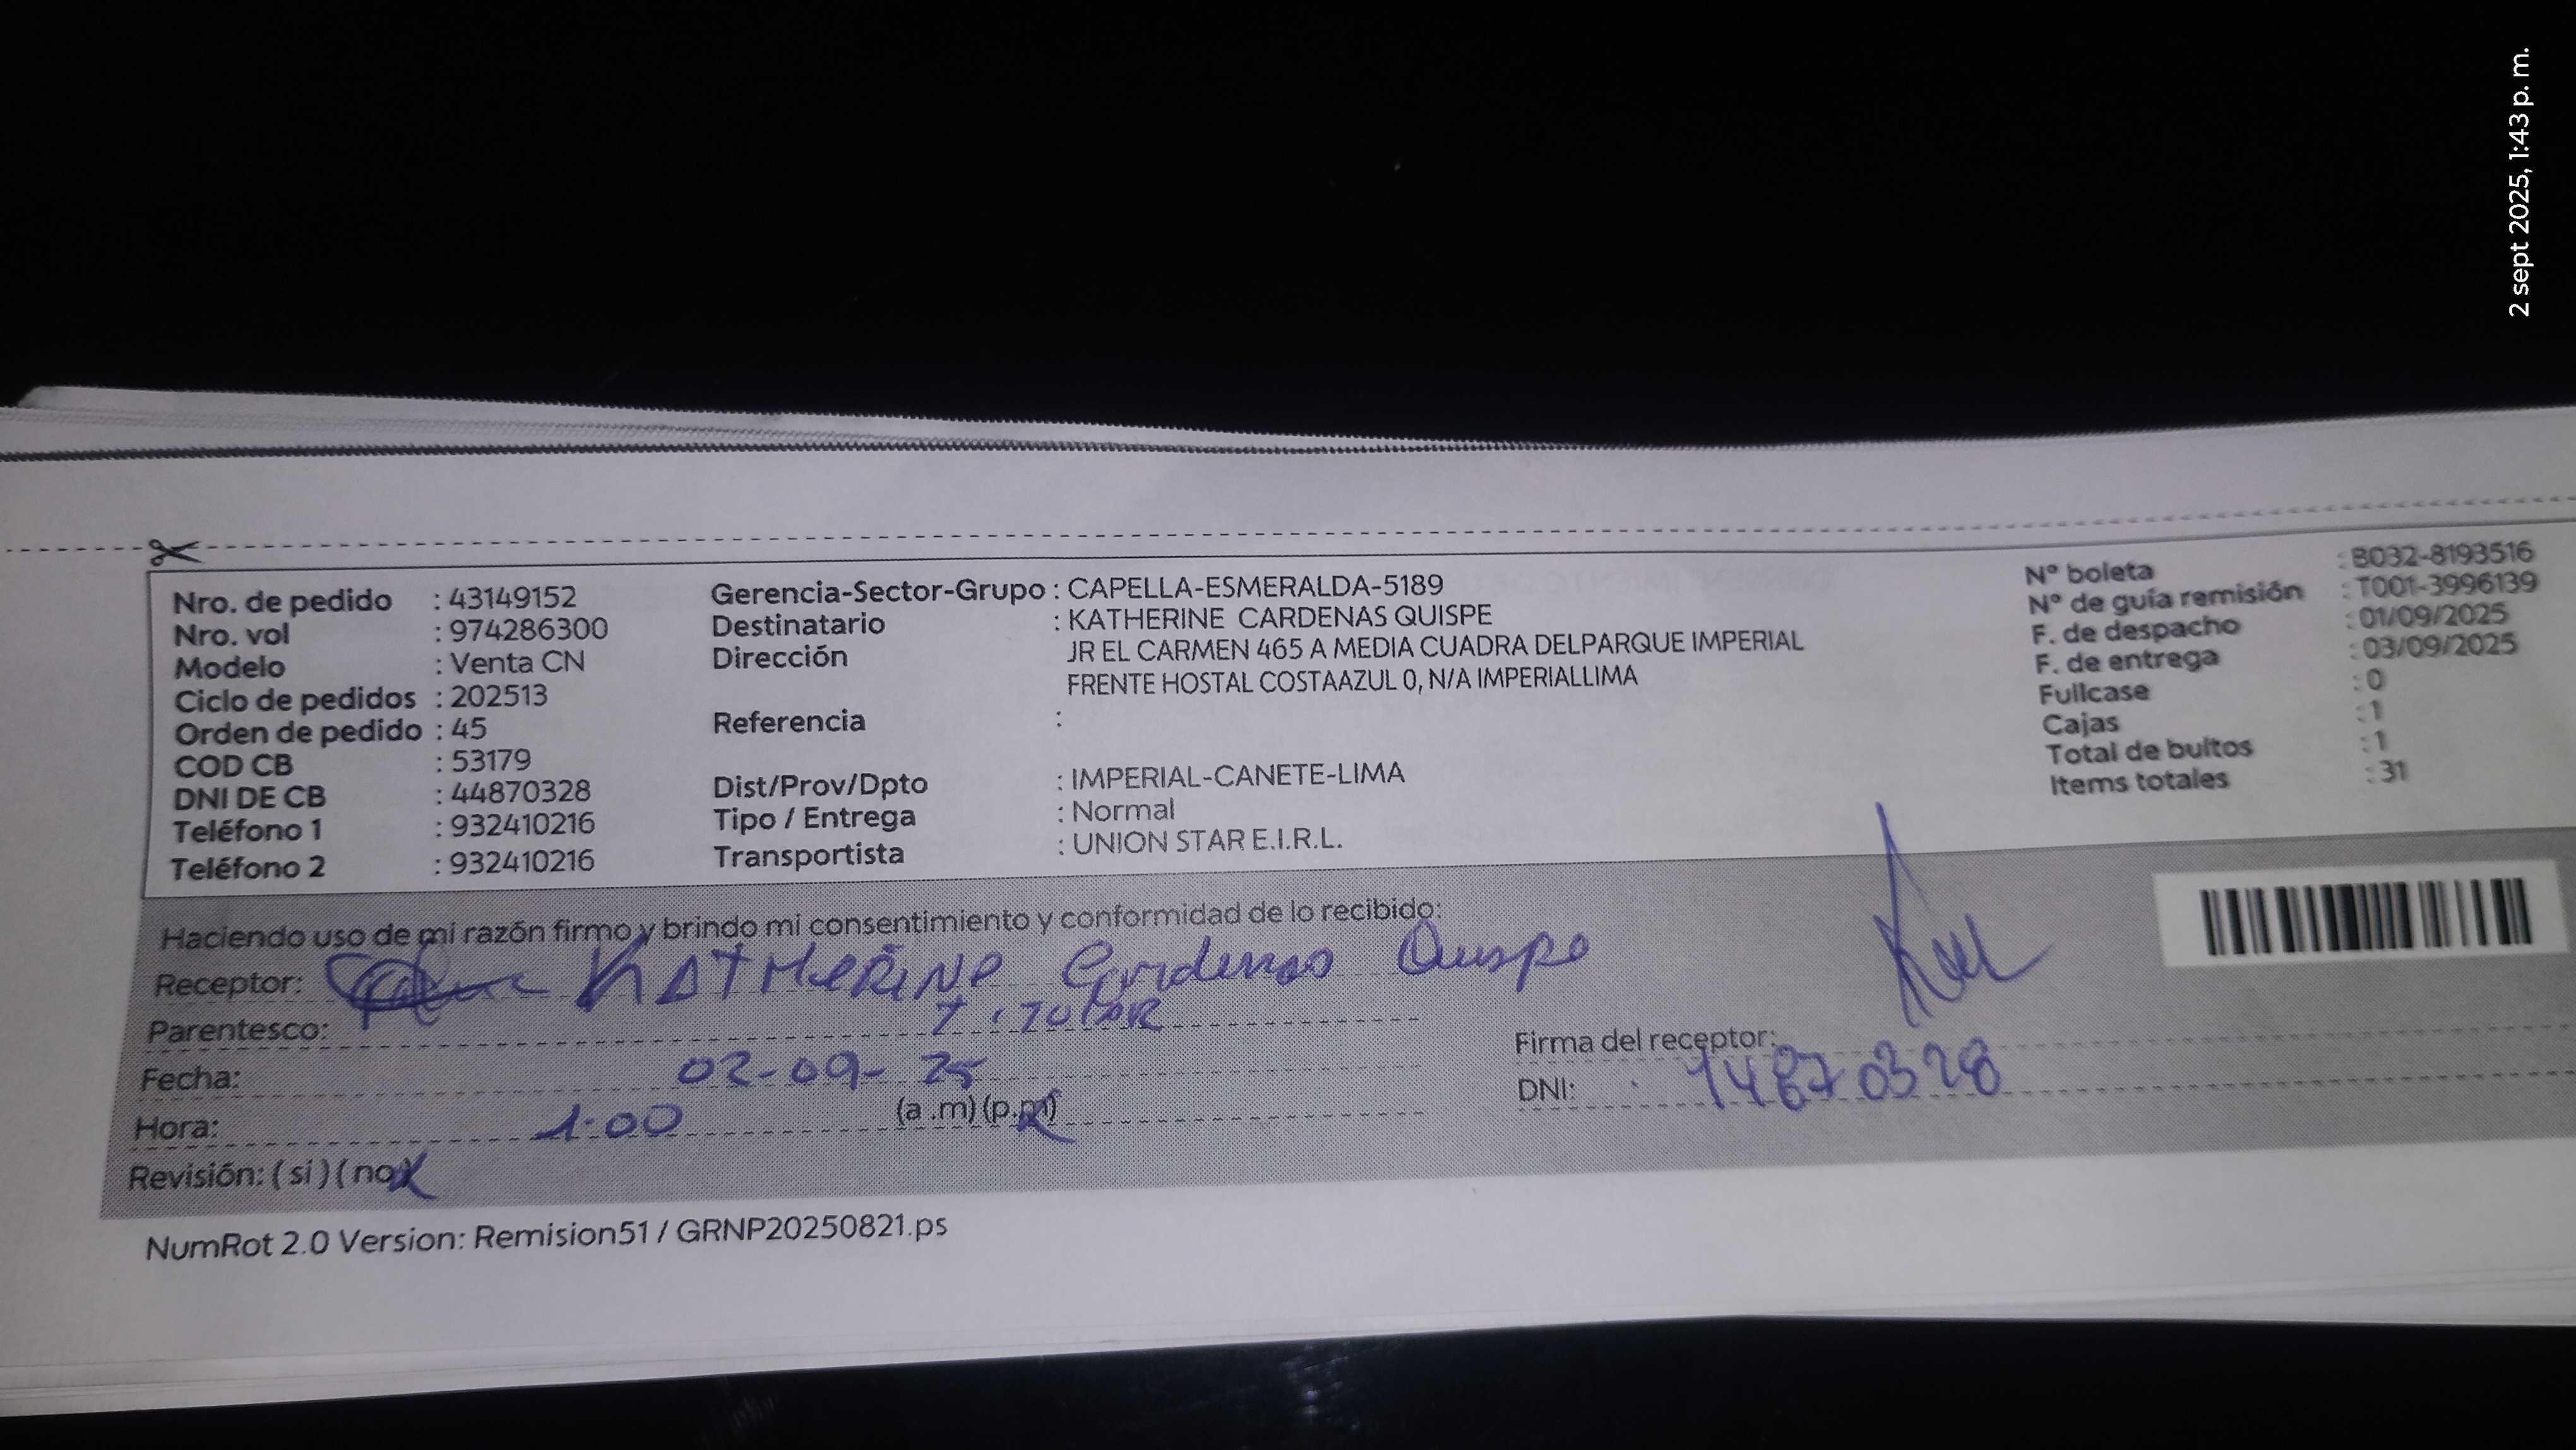 2 sept 2025, 1:43 p. m.
Nro. de pedido : 43149152
Nro. vol : 974286300
Modelo : Venta CN
Ciclo de pedidos : 202513
Orden de pedido : 45
COD CB : 53179
DNI DE CB : 44870328
Teléfono 1 : 932410216
Teléfono 2 : 932410216
Gerencia-Sector-Grupo : CAPELLA-ESMERALDA-5189
Destinatario : KATHERINE CARDENAS QUISPE
Dirección JR EL CARMEN 465 A MEDIA CUADRA DELPARQUE IMPERIAL
FRENTE HOSTAL COSTAAZUL 0, N/A IMPERIALLIMA
Referencia :
Dist/Prov/Dpto : IMPERIAL-CANETE-LIMA
Tipo / Entrega : Normal
Transportista : UNION STAR E.I.R.L.
N° boleta : B032-8193516
N° de guía remisión : T001-3996139
F. de despacho : 01/09/2025
F. de entrega : 03/09/2025
Fullcase : 0
Cajas : 1
Total de bultos : 1
Items totales : 31
Haciendo uso de mi razón firmo y brindo mi consentimiento y conformidad de lo recibido:
Receptor: KATHERINE Cardenas Quispe
Parentesco: TITULAR
Fecha: 02-09-25
Hora: 1:00 (a .m) (p.m)
Revisión: ( si ) ( no )
Firma del receptor:
DNI: 44870328
NumRot 2.0 Version: Remision51 / GRNP20250821.ps